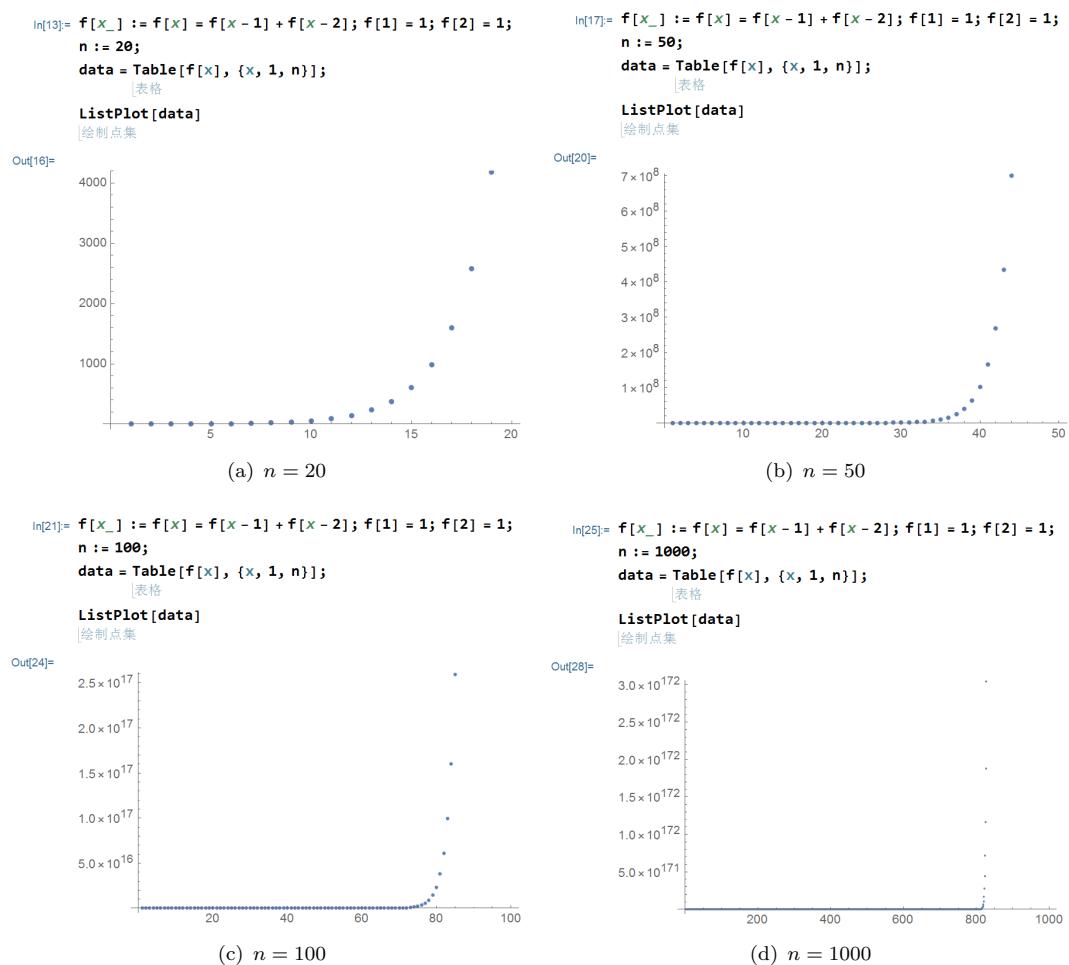 In[13]:= f[x_] := f[x] = f[x - 1] + f[x - 2]; f[1] = 1; f[2] = 1;
n := 20;
data = Table[f[x], {x, 1, n}];
表格
ListPlot[data]
绘制点集
Out[16]=
4000
3000
2000
1000
5 10 15 20
(a) n = 20
In[17]:= f[x_] := f[x] = f[x - 1] + f[x - 2]; f[1] = 1; f[2] = 1;
n := 50;
data = Table[f[x], {x, 1, n}];
表格
ListPlot[data]
绘制点集
Out[20]=
7 × 10^8
6 × 10^8
5 × 10^8
4 × 10^8
3 × 10^8
2 × 10^8
1 × 10^8
10 20 30 40 50
(b) n = 50
In[21]:= f[x_] := f[x] = f[x - 1] + f[x - 2]; f[1] = 1; f[2] = 1;
n := 100;
data = Table[f[x], {x, 1, n}];
表格
ListPlot[data]
绘制点集
Out[24]=
2.5 × 10^17
2.0 × 10^17
1.5 × 10^17
1.0 × 10^17
5.0 × 10^16
20 40 60 80 100
(c) n = 100
In[25]:= f[x_] := f[x] = f[x - 1] + f[x - 2]; f[1] = 1; f[2] = 1;
n := 1000;
data = Table[f[x], {x, 1, n}];
表格
ListPlot[data]
绘制点集
Out[28]=
3.0 × 10^172
2.5 × 10^172
2.0 × 10^172
1.5 × 10^172
1.0 × 10^172
5.0 × 10^171
200 400 600 800 1000
(d) n = 1000